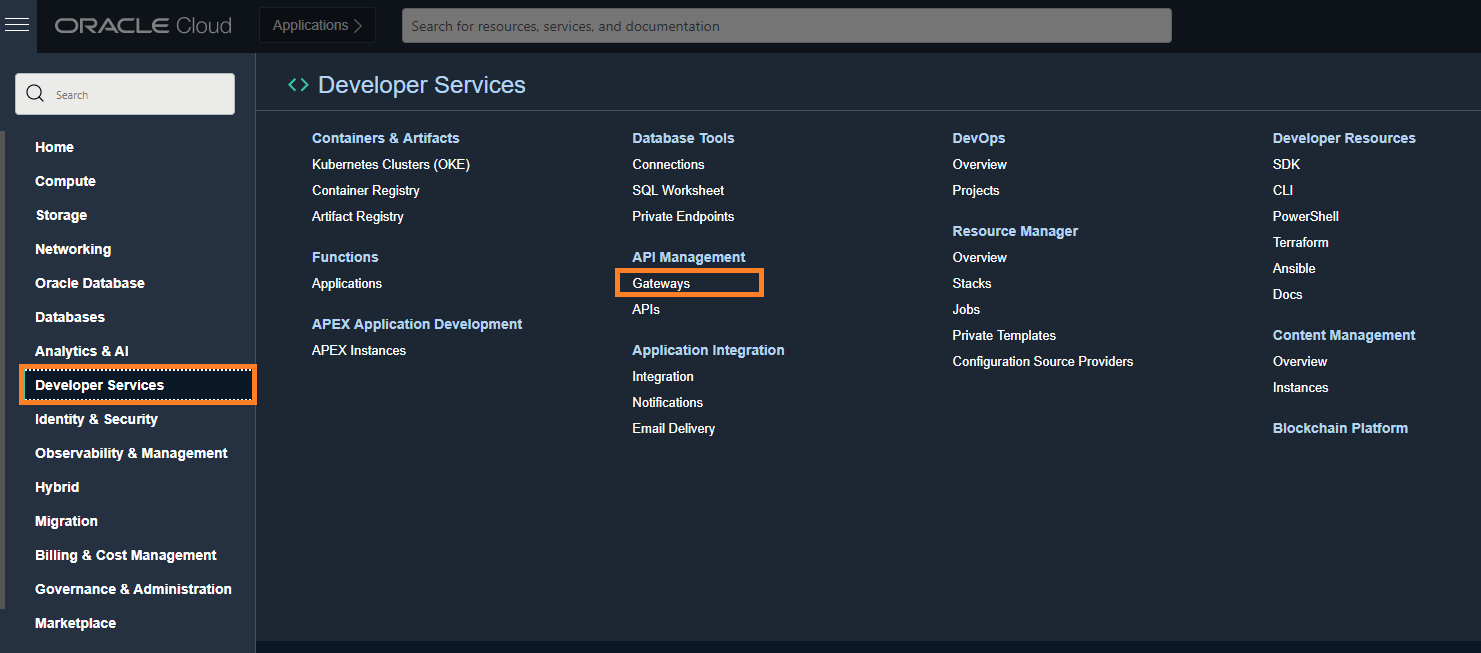 ORACLE Cloud
Applications
Search for resources, services, and documentation
Search
Home
Compute
Storage
Networking
Oracle Database
Databases
Analytics & AI
Developer Services
Identity & Security
Observability & Management
Hybrid
Migration
Billing & Cost Management
Governance & Administration
Marketplace
Developer Services
Containers & Artifacts
Kubernetes Clusters (OKE)
Container Registry
Artifact Registry
Functions
Applications
APEX Application Development
APEX Instances
Database Tools
Connections
SQL Worksheet
Private Endpoints
API Management
Gateways
APIs
Application Integration
Integration
Notifications
Email Delivery
DevOps
Overview
Projects
Resource Manager
Overview
Stacks
Jobs
Private Templates
Configuration Source Providers
Developer Resources
SDK
CLI
PowerShell
Terraform
Ansible
Docs
Content Management
Overview
Instances
Blockchain Platform